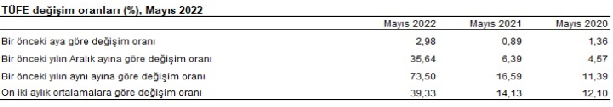 TÜFE değişim oranları (%), Mayıs 2022
Mayıs 2022 Mayıs 2021 Mayıs 2020
Bir önceki aya göre değişim oranı 2,98 0,89 1,36
Bir önceki yılın Aralık ayına göre değişim oranı 35,64 6,39 4,57
Bir önceki yılın aynı ayına göre değişim oranı 73,50 16,59 11,39
On iki aylık ortalamalara göre değişim oranı 39,33 14,13 12,10